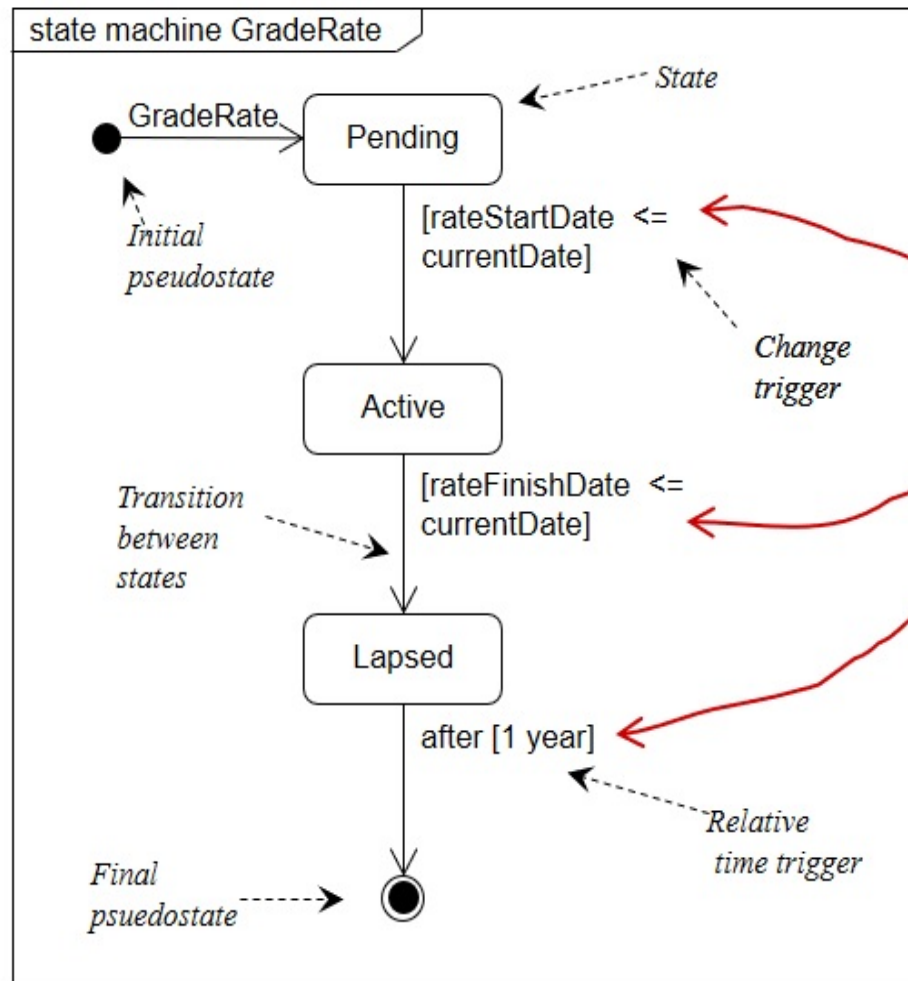 state machine GradeRate
State
GradeRate
Pending
Initial
pseudostate
[rateStartDate <=
currentDate]
Change
trigger
Active
[rateFinishDate <=
currentDate]
Transition
between
states
Lapsed
after [1 year]
Relative
time trigger
Final
psuedostate